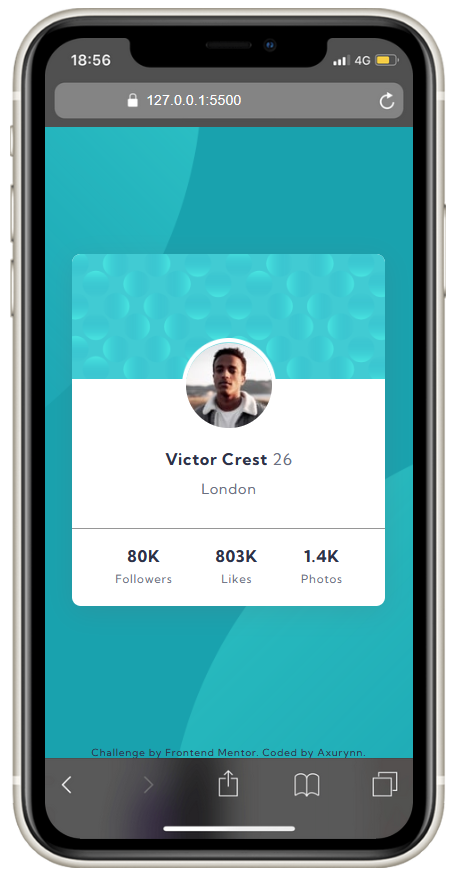 18:56
4G
127.0.0.1:5500
Victor Crest 26
London
80K 803K 1.4K
Followers Likes Photos
Challenge by Frontend Mentor. Coded by Axurynn.